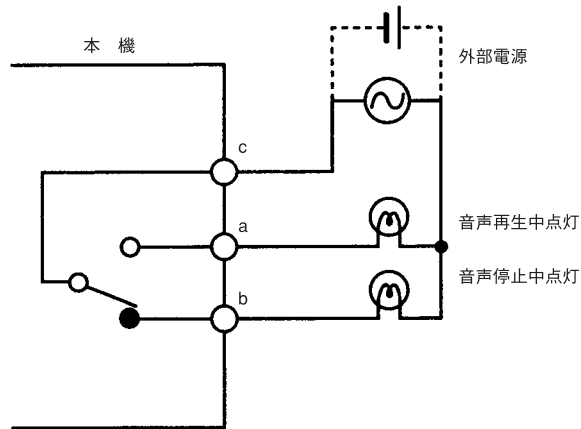 本 機
外部電源
c
a
音声再生中点灯
音声停止中点灯
b